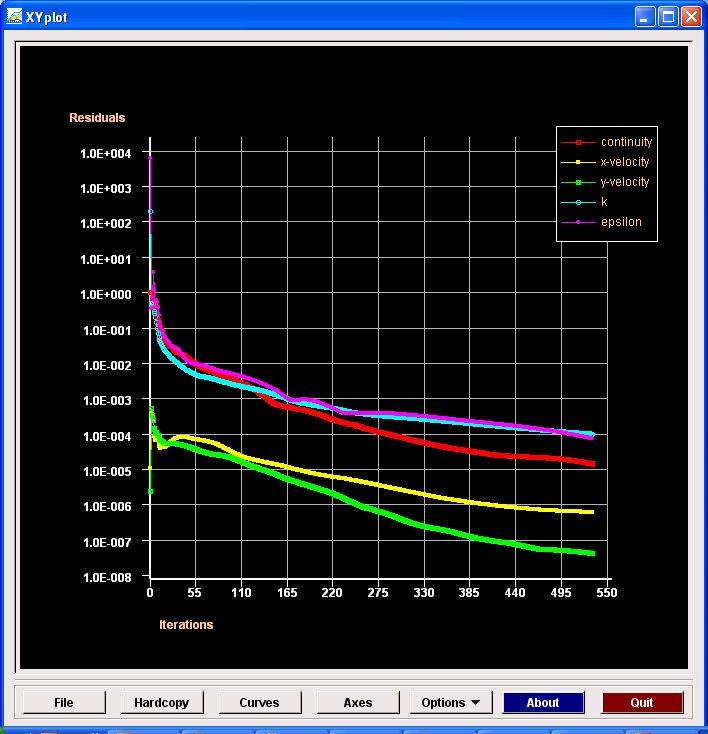 XYplot
Residuals
continuity
x-velocity
y-velocity
k
epsilon
1.0E+004
1.0E+003
1.0E+002
1.0E+001
1.0E+000
1.0E-001
1.0E-002
1.0E-003
1.0E-004
1.0E-005
1.0E-006
1.0E-007
1.0E-008
0 55 110 165 220 275 330 385 440 495 550
Iterations
File Hardcopy Curves Axes Options About Quit